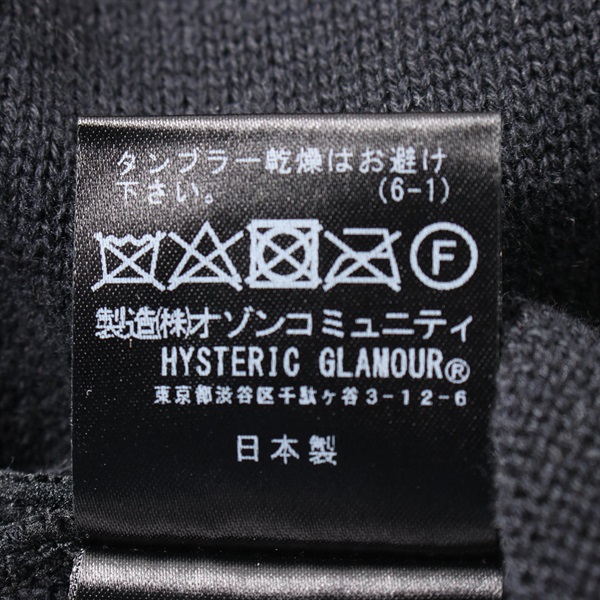 タンブラー乾燥はお避け
下さい。 (6-1)
F
製造(株)オゾンコミュニティ
HYSTERIC GLAMOUR®
東京都渋谷区千駄ヶ谷3-12-6
日本製